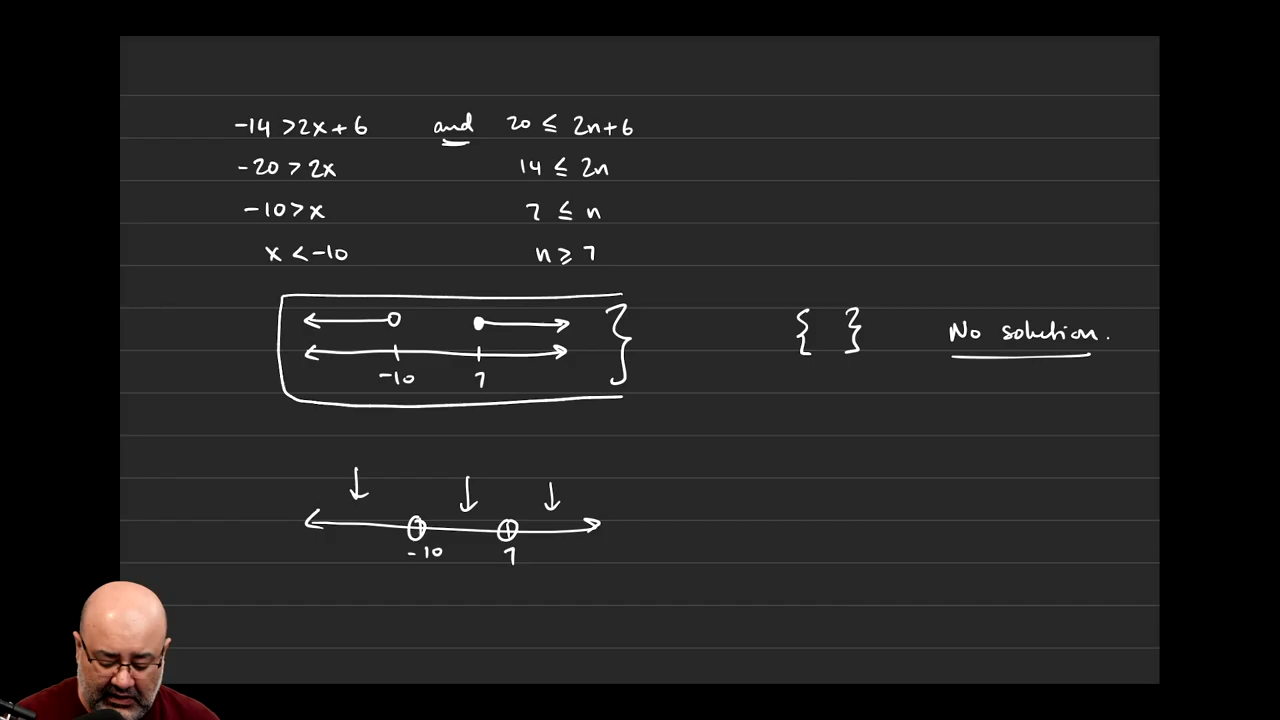 -14 > 2x + 6 and 20 ≤ 2n+6
-20 > 2x 14 ≤ 2n
-10 > x 7 ≤ n
x < -10 n ≥ 7
{ } No solution.
-10 7
-10 7